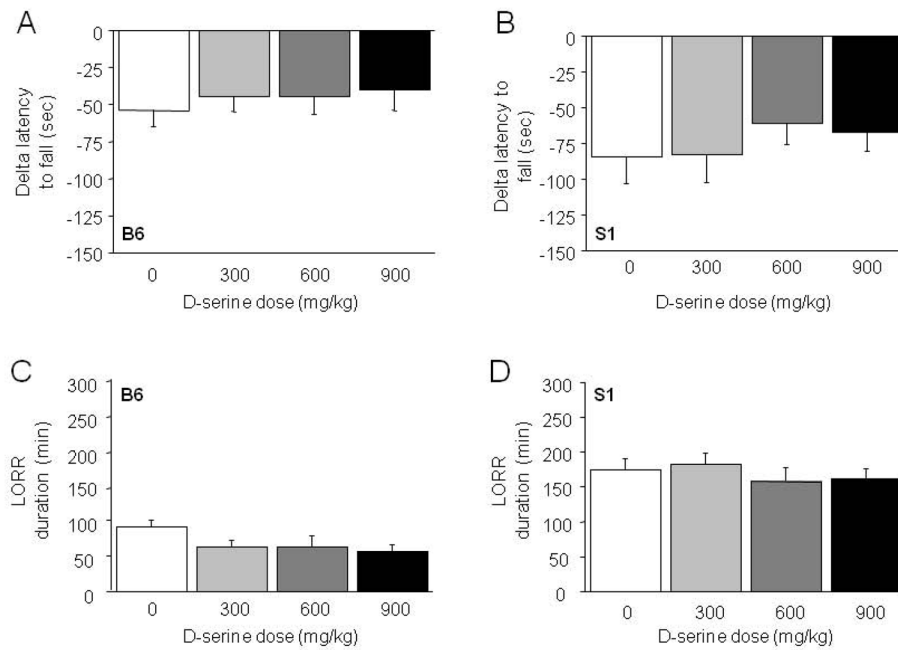 A
Delta latency
to fall (sec)
0
-25
-50
-75
-100
-125
-150
B6
0 300 600 900
D-serine dose (mg/kg)
B
Delta latency to
fall (sec)
0
-25
-50
-75
-100
-125
-150
S1
0 300 600 900
D-serine dose (mg/kg)
C
LORR
duration (min)
300
250
200
150
100
50
0
B6
0 300 600 900
D-serine dose (mg/kg)
D
LORR
duration (min)
300
250
200
150
100
50
0
S1
0 300 600 900
D-serine dose (mg/kg)